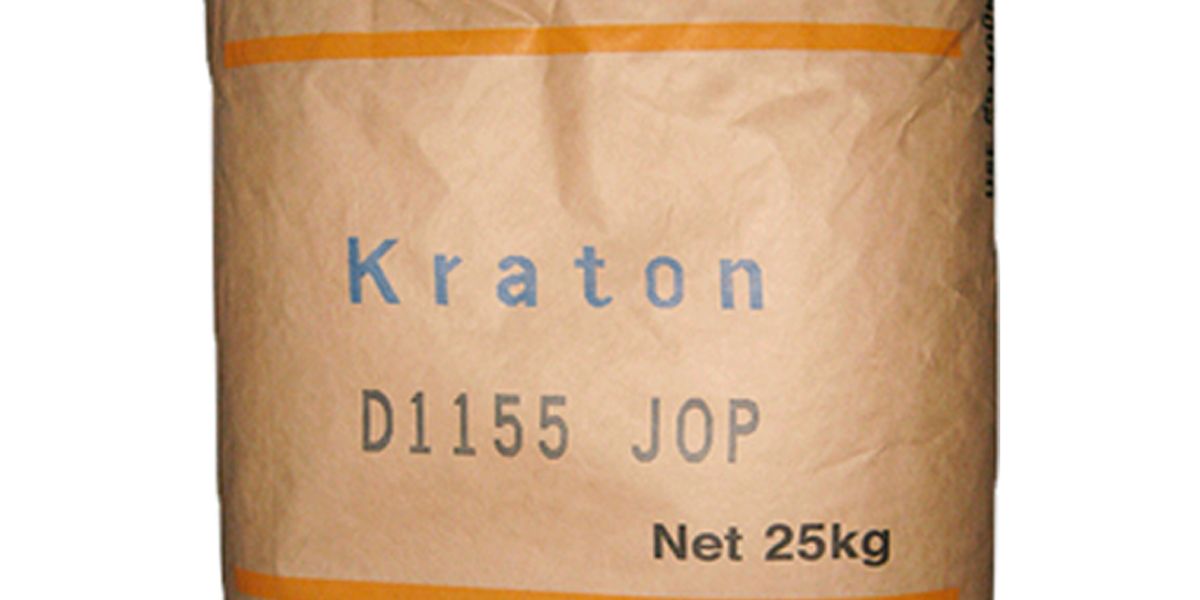 Kraton
D1155 JOP
Net 25kg